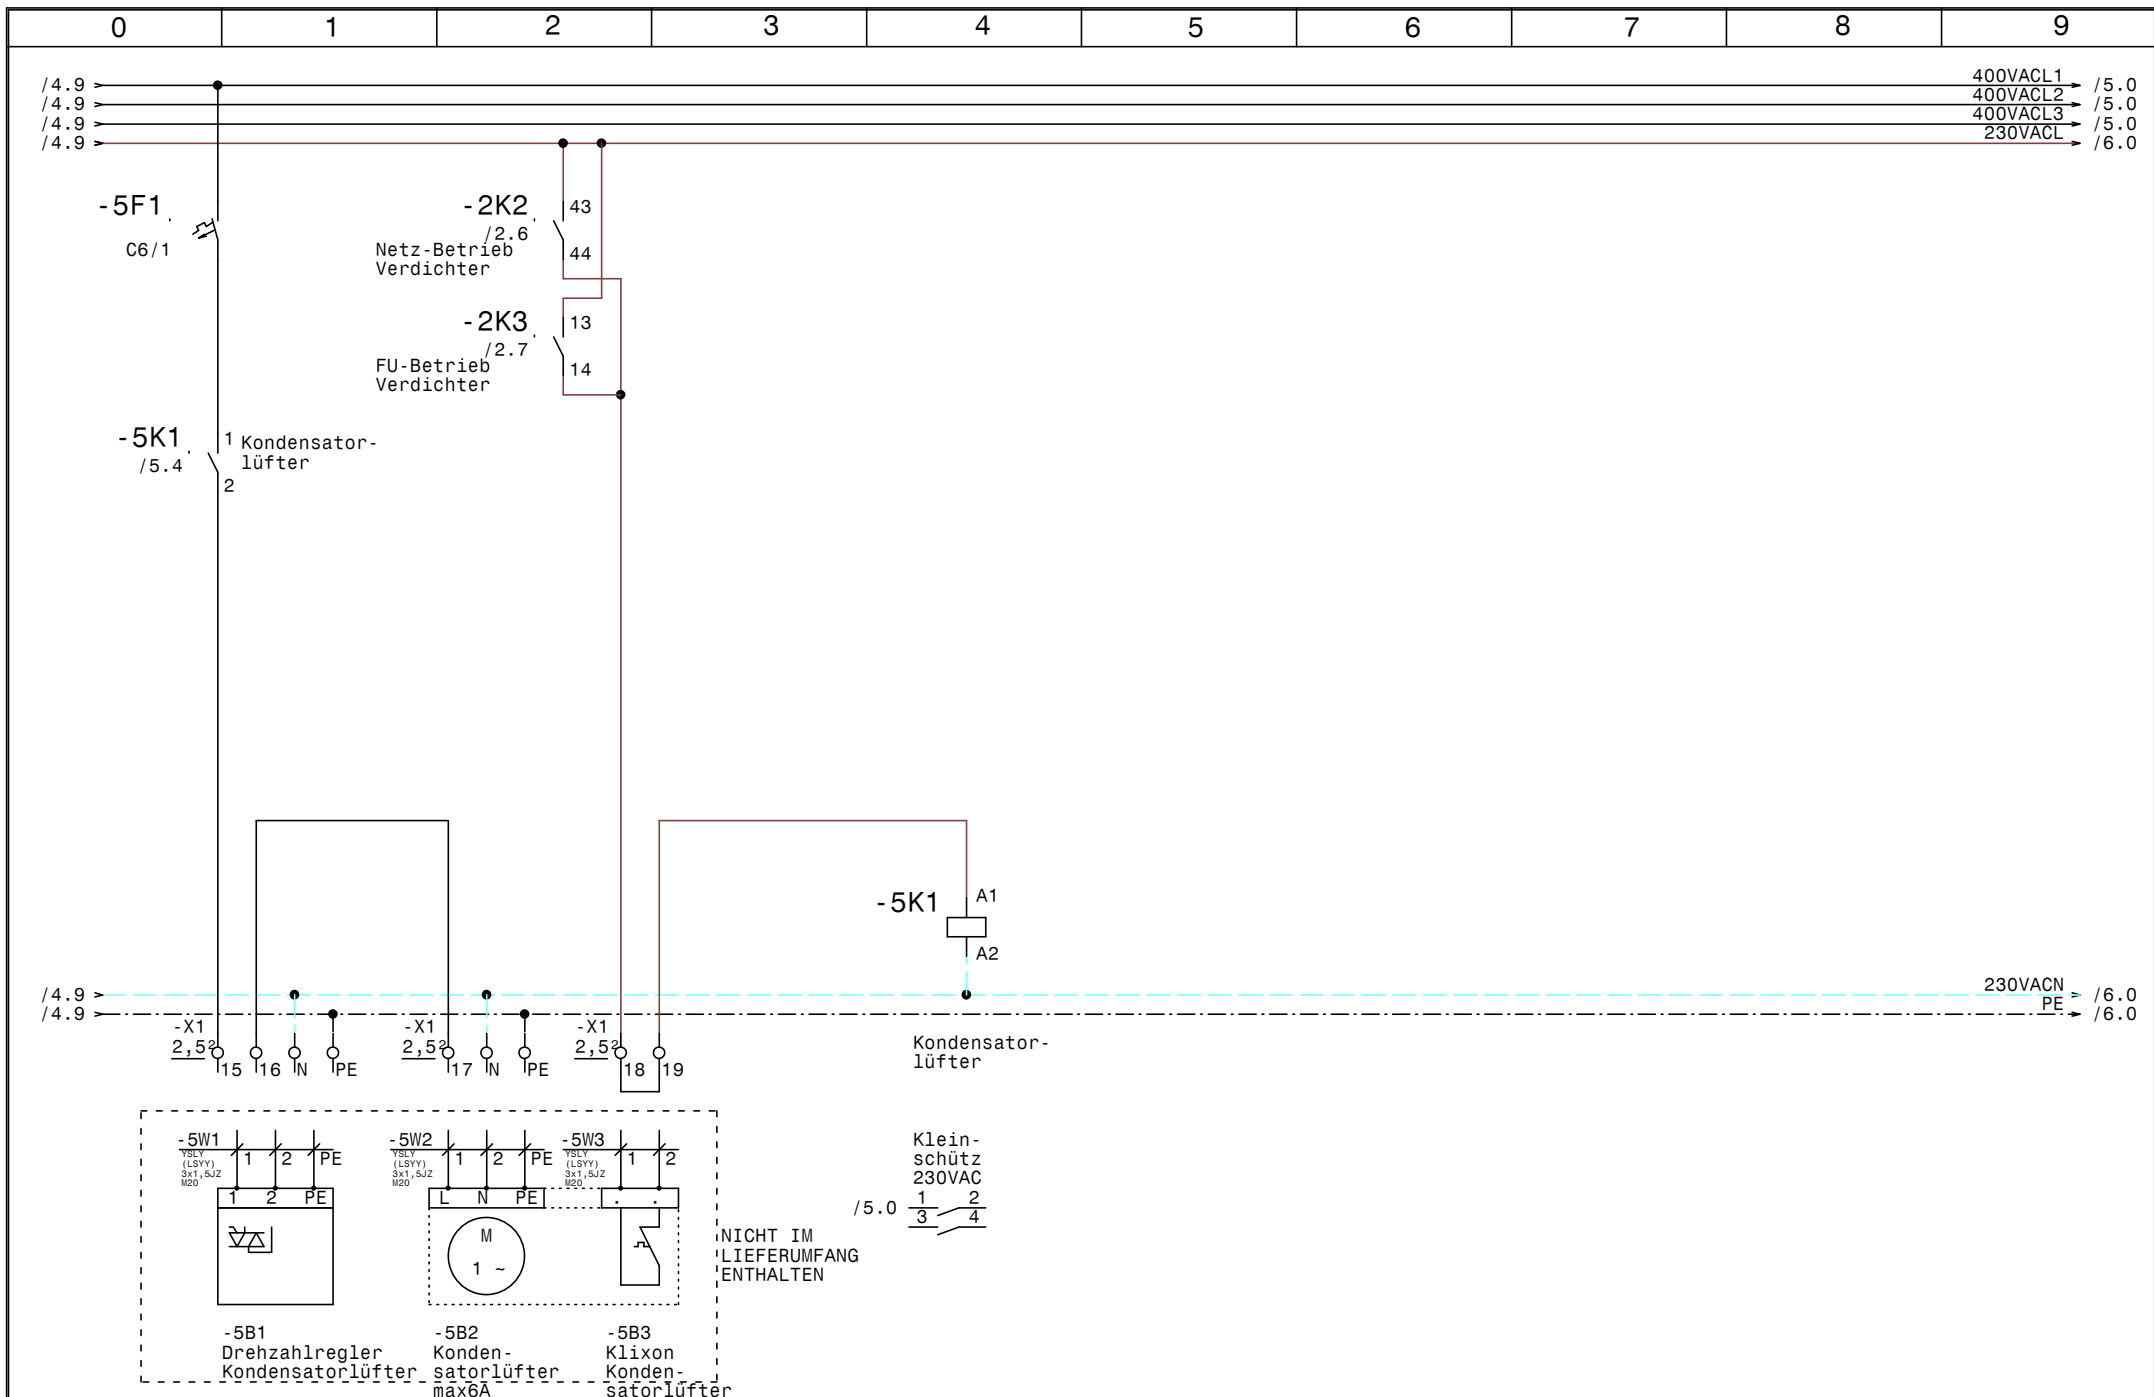 0 1 2 3 4 5 6 7 8 9
/4.9 400VACL1 /5.0
/4.9 400VACL2 /5.0
/4.9 400VACL3 /5.0
/4.9 230VACL /6.0
-5F1
C6/1
-2K2
/2.6
43
44
Netz-Betrieb
Verdichter
-2K3
/2.7
13
14
FU-Betrieb
Verdichter
-5K1
/5.4
1
2
Kondensator-
lüfter
-5K1
A1
A2
/4.9 230VACN /6.0
/4.9 PE /6.0
-X1
2,5²
15 16 N PE
-X1
2,5²
17 N PE
-X1
2,5²
18 19
Kondensator-
lüfter
-5W1
YSLY
(LSYY)
3x1,5JZ
M20
1 2 PE
1 2 PE
-5W2
YSLY
(LSYY)
3x1,5JZ
M20
1 2 PE
L N PE
M
1 ~
-5W3
YSLY
(LSYY)
3x1,5JZ
M20
1 2
. .
NICHT IM
LIEFERUMFANG
ENTHALTEN
Klein-
schütz
230VAC
/5.0 1 2
3 4
-5B1
Drehzahlregler
Kondensatorlüfter
-5B2
Konden-
satorlüfter
max6A
-5B3
Klixon
Konden-
satorlüfter